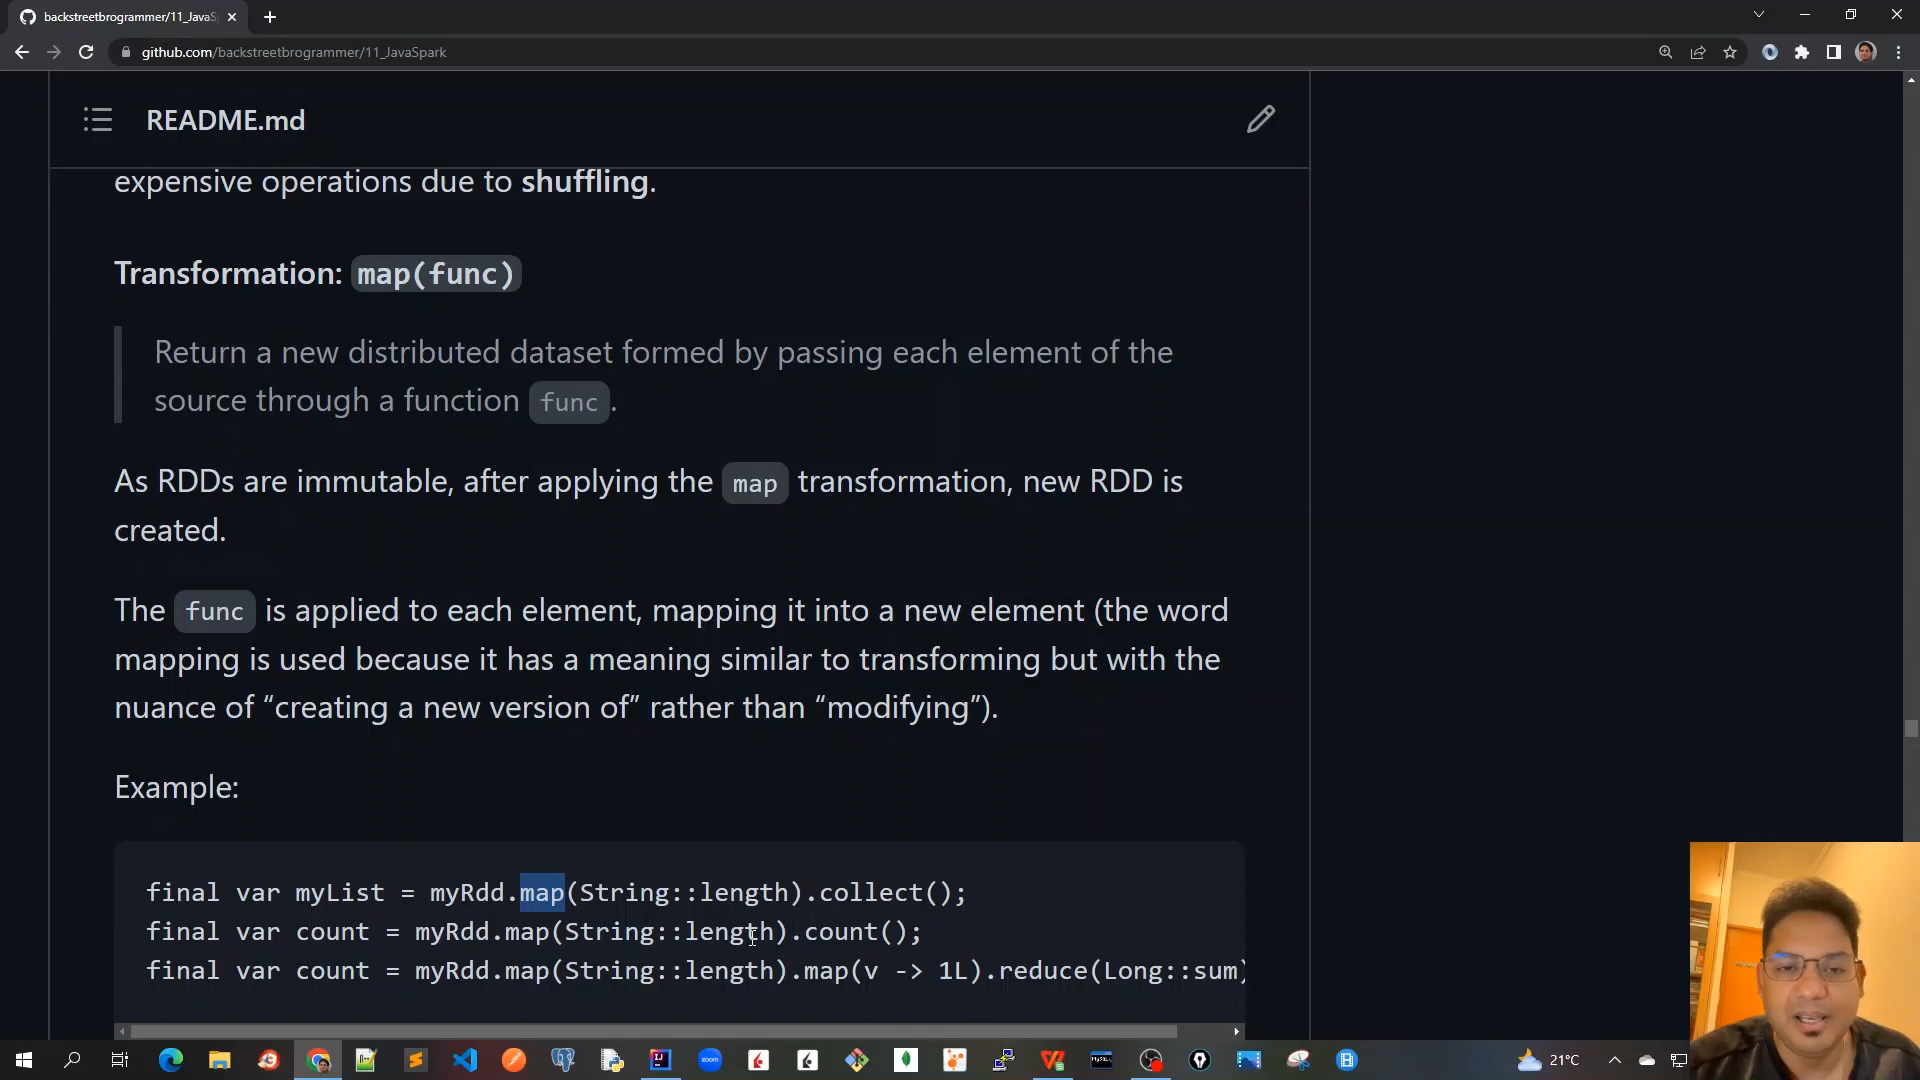 backstreetbrogrammer/11_JavaS
github.com/backstreetbrogrammer/11_JavaSpark
README.md
expensive operations due to shuffling.
Transformation: map(func)
Return a new distributed dataset formed by passing each element of the
source through a function func.
As RDDs are immutable, after applying the map transformation, new RDD is
created.
The func is applied to each element, mapping it into a new element (the word
mapping is used because it has a meaning similar to transforming but with the
nuance of “creating a new version of” rather than “modifying”).
Example:
final var myList = myRdd.map(String::length).collect();
final var count = myRdd.map(String::length).count();
final var count = myRdd.map(String::length).map(v -> 1L).reduce(Long::sum)
21°C